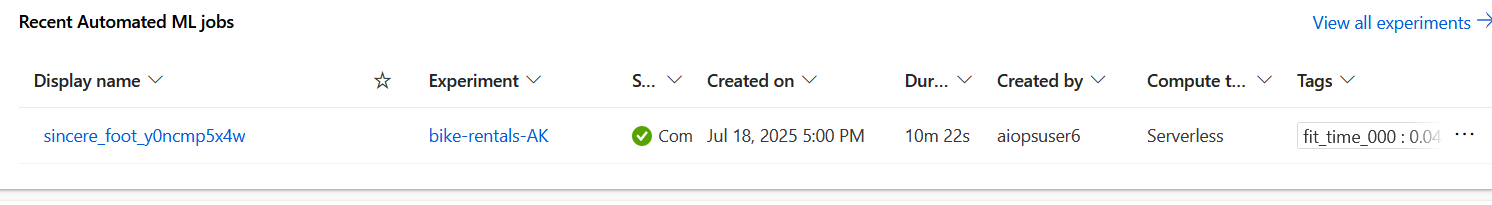 Recent Automated ML jobs
View all experiments
Display name Experiment S... Created on Dur... Created by Compute t... Tags
sincere_foot_y0ncmp5x4w bike-rentals-AK Com Jul 18, 2025 5:00 PM 10m 22s aiopsuser6 Serverless fit_time_000 : 0.04 ...